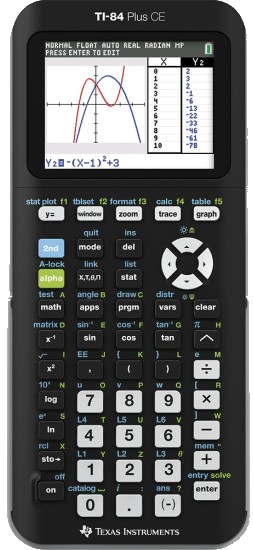 TI-84 Plus CE
NORMAL FLOAT AUTO REAL RADIAN MP
PRESS ENTER TO EDIT
X Y2
0 2
1 3
2 2
3 -1
4 -6
5 -13
6 -22
7 -33
8 -46
9 -61
10 -78
Y2=-(X-1)²+3
stat plot f1 tblset f2 format f3 calc f4 table f5
y= window zoom trace graph
quit ins
2nd mode del
A-lock link list
alpha X,T,θ,n stat
test A angle B draw C distr
math apps prgm vars clear
matrix D sin⁻¹ E cos⁻¹ F tan⁻¹ G π H
x⁻¹ sin cos tan ^
√ I EE J { K } L e M
x² , ( ) ÷
10ˣ N u O v P w Q [ R
log 7 8 9 ×
eˣ S L4 T L5 U L6 V ] W
ln 4 5 6 −
rcl X L1 Y L2 Z L3 θ mem "
sto→ 1 2 3 +
off catalog ⎵ i : ans ? entry solve
on 0 . (-) enter
TEXAS INSTRUMENTS